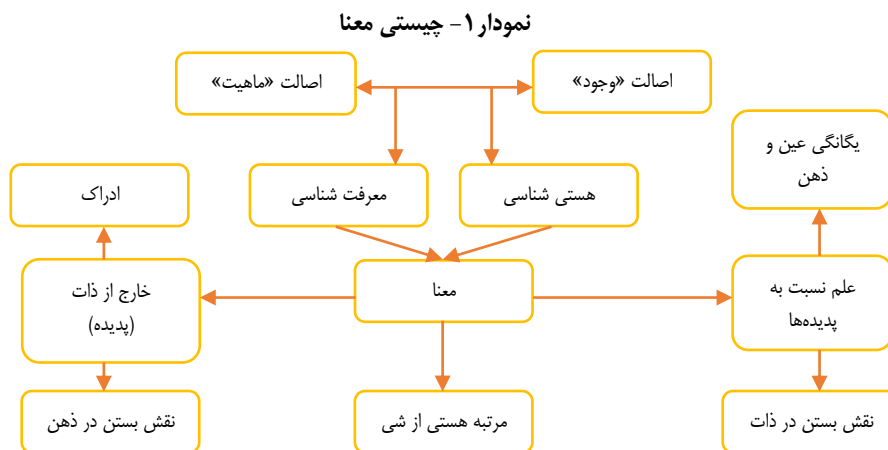 نمودار ۱- چیستی معنا
اصالت «وجود»
اصالت «ماهیت»
یگانگی عین و
ذهن
هستی شناسی
معرفت شناسی
ادراک
علم نسبت به
پدیده‌ها
معنا
خارج از ذات
(پدیده)
نقش بستن در ذات
مرتبه هستی از شی
نقش بستن در ذهن